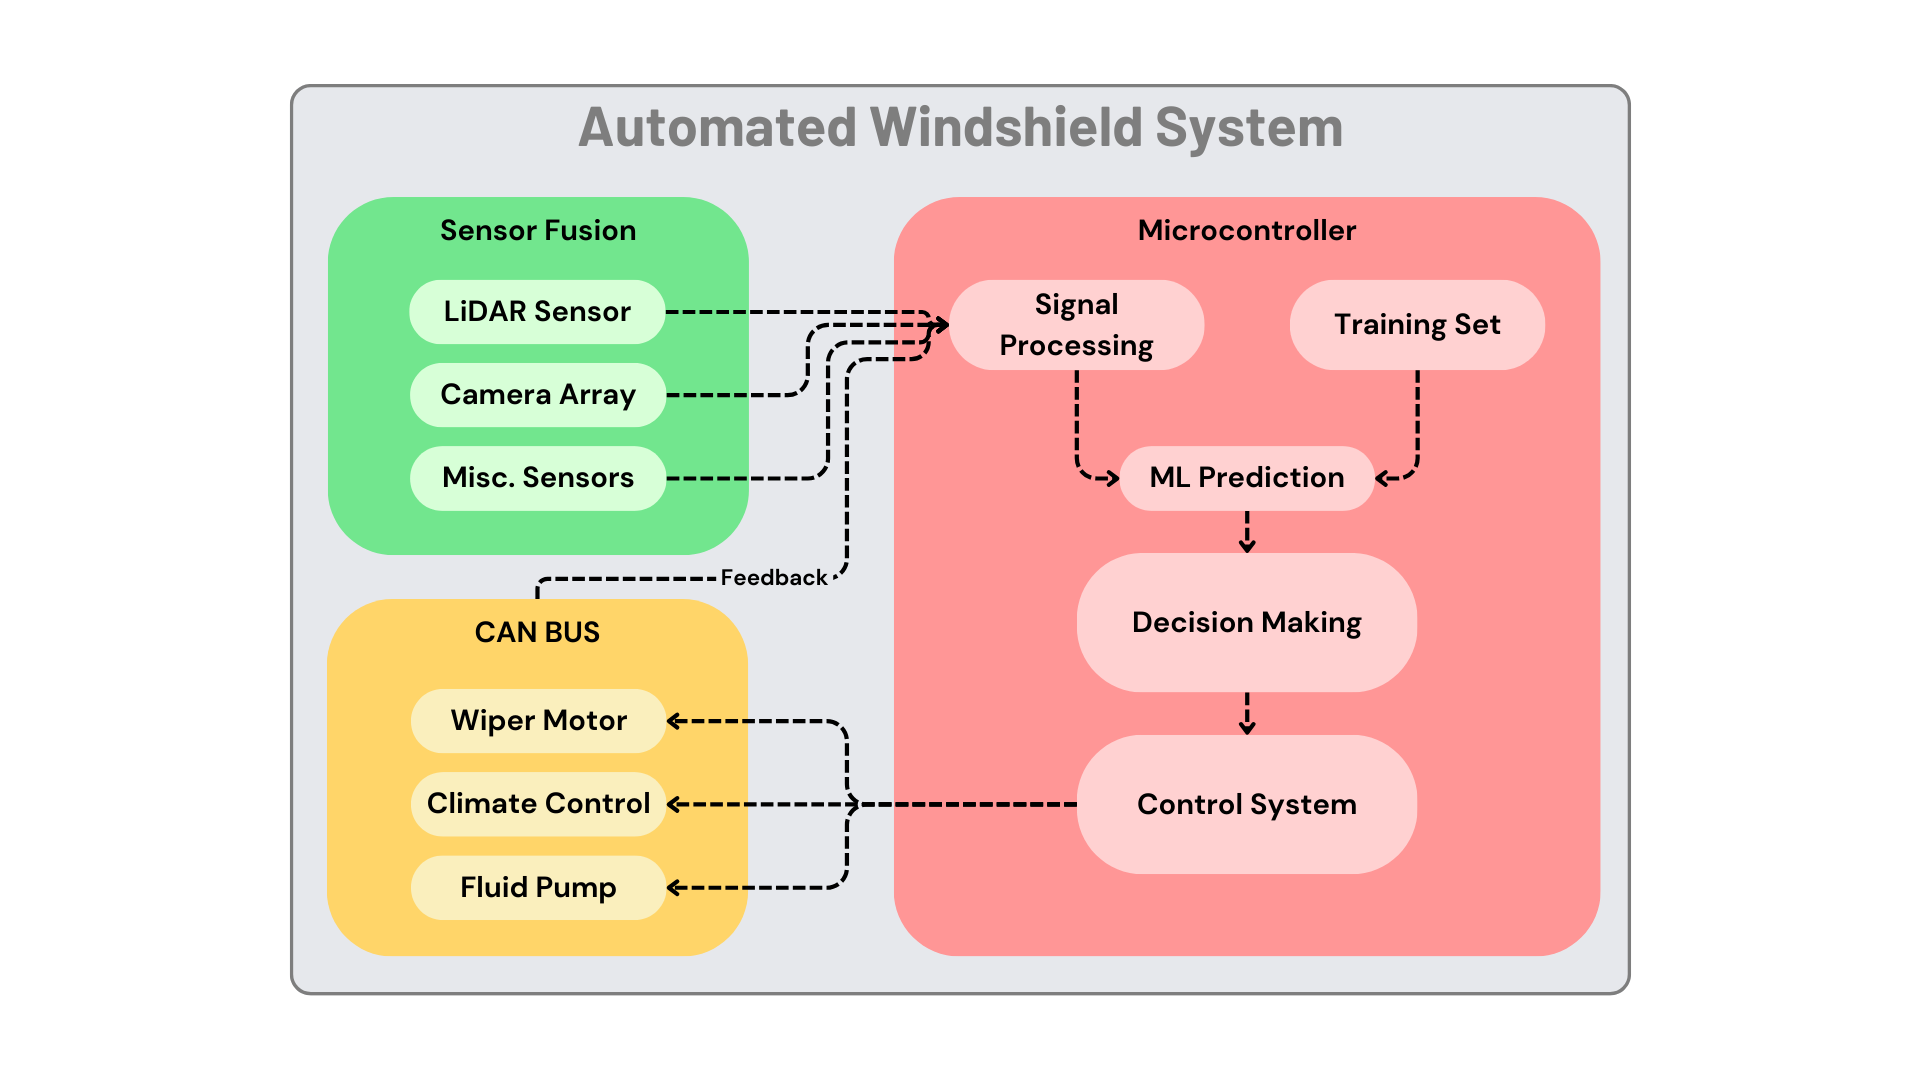 Automated Windshield System
Sensor Fusion
LiDAR Sensor
Camera Array
Misc. Sensors
Feedback
CAN BUS
Wiper Motor
Climate Control
Fluid Pump
Microcontroller
Signal
Processing
Training Set
ML Prediction
Decision Making
Control System